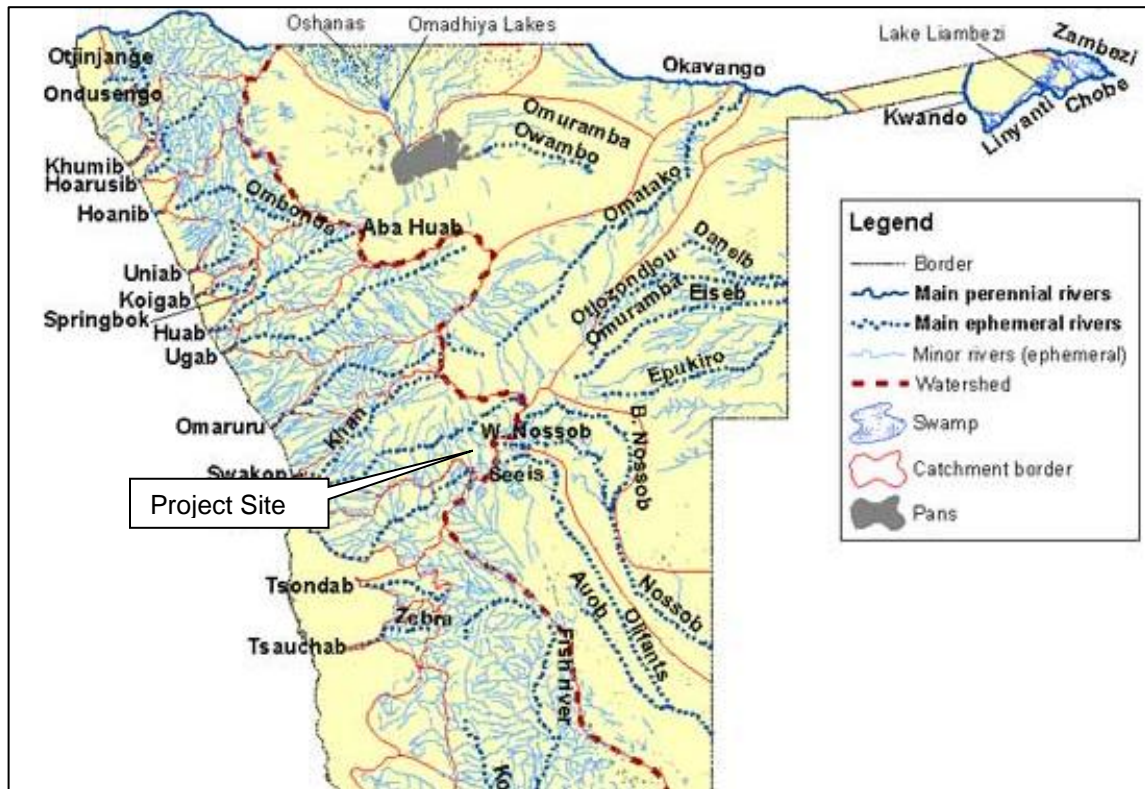 Oshanas
Omadhiya Lakes
Lake Liambezi
Zambezi
Otjinjange
Ondusengo
Okavango
Chobe
Kwando
Linyanti
Omuramba
Owambo
Khumib
Hoarusib
Hoanib
Ombonde
Omatako
Aba Huab
Uniab
Koigab
Springbok
Huab
Ugab
Daneib
Otjozondjou
Eiseb
Omuramba
Epukiro
Omaruru
Khan
B. Nossob
W. Nossob
Swakop
Seeis
Project Site
Tsondab
Zebra
Tsauchab
Auob
Olifants
Nossob
Fish river
Ko
Legend
Border
Main perennial rivers
Main ephemeral rivers
Minor rivers (ephemeral)
Watershed
Swamp
Catchment border
Pans